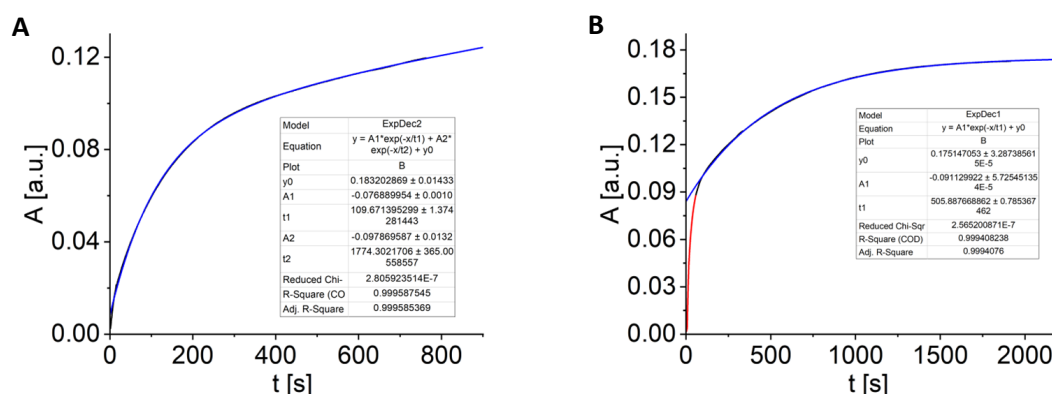 A
B
0.12
0.08
0.04
0.00
A [a.u.]
0
200
400
600
800
t [s]
Model ExpDec2
Equation y = A1*exp(-x/t1) + A2*
exp(-x/t2) + y0
Plot B
y0 0.183202869 ± 0.01433
A1 -0.076889954 ± 0.0010
t1 109.671395299 ± 1.374
281443
A2 -0.097869587 ± 0.0132
t2 1774.3021706 ± 365.00
558557
Reduced Chi- 2.805923514E-7
R-Square (CO 0.999587545
Adj. R-Square 0.999585369
0.18
0.15
0.12
0.09
0.06
0.03
0.00
A [a.u.]
0
500
1000
1500
2000
t [s]
Model ExpDec1
Equation y = A1*exp(-x/t1) + y0
Plot B
y0 0.175147053 ± 3.28738561
5E-5
A1 -0.091129922 ± 5.72545135
4E-5
t1 505.887668862 ± 0.785367
462
Reduced Chi-Sqr 2.565200871E-7
R-Square (COD) 0.999408238
Adj. R-Square 0.9994076